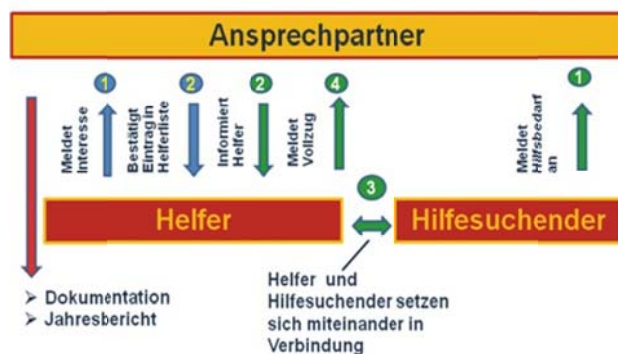 Ansprechpartner
1
2
2
4
1
Meldet
Interesse
Bestätigt
Eintrag in
Helferliste
Informiert
Helfer
Meldet
Vollzug
Meldet
Hilfsbedarf
an
3
Helfer
Hilfesuchender
➢ Dokumentation
➢ Jahresbericht
Helfer und
Hilfesuchender setzen
sich miteinander in
Verbindung